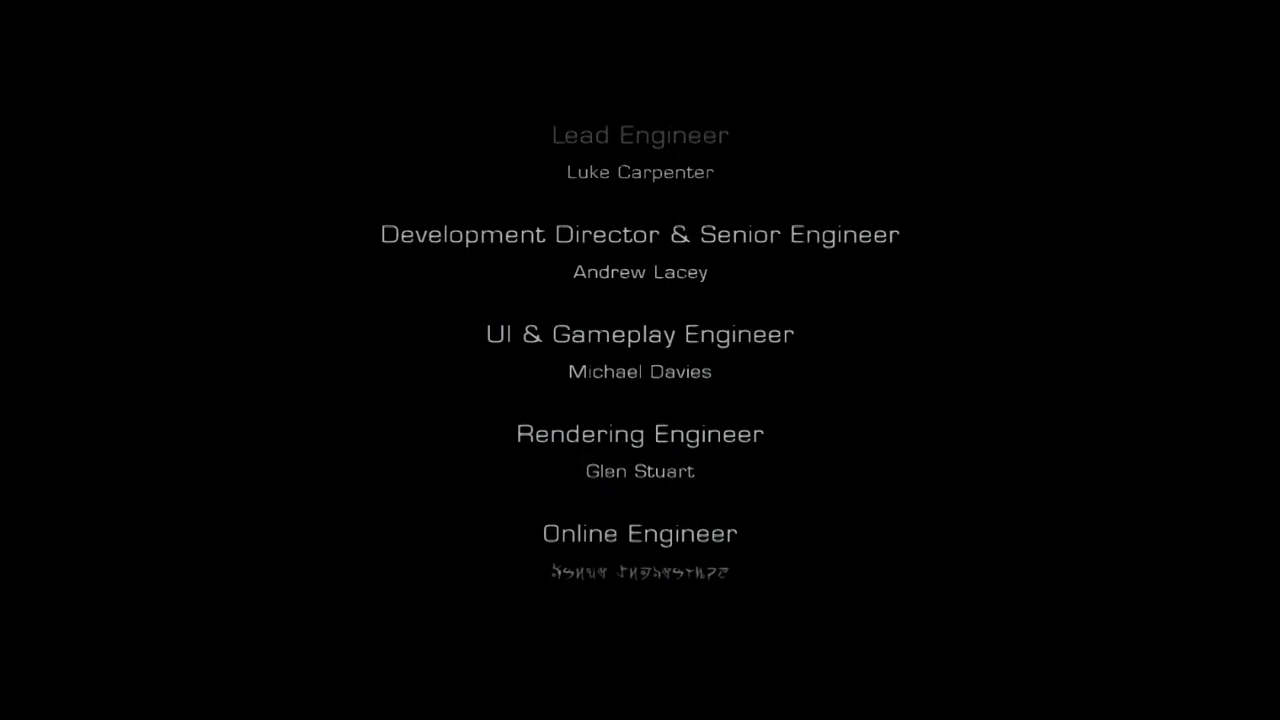 Lead Engineer
Luke Carpenter
Development Director & Senior Engineer
Andrew Lacey
UI & Gameplay Engineer
Michael Davies
Rendering Engineer
Glen Stuart
Online Engineer